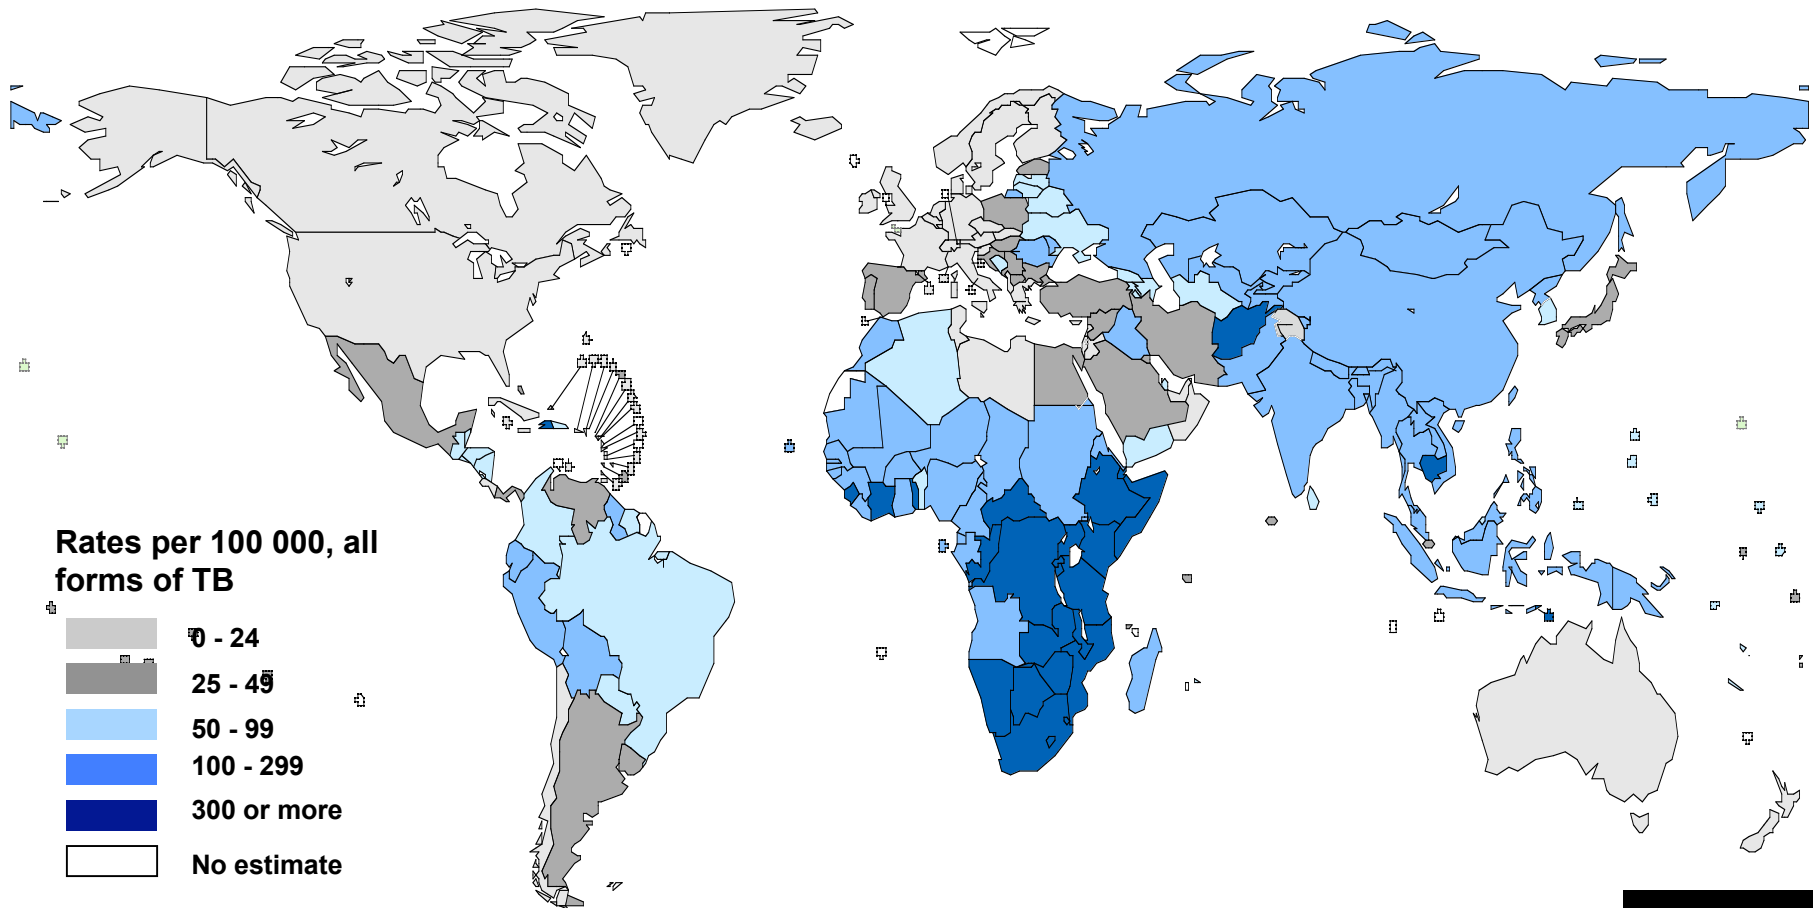 Rates per 100 000, all
forms of TB
0 - 24
25 - 49
50 - 99
100 - 299
300 or more
No estimate